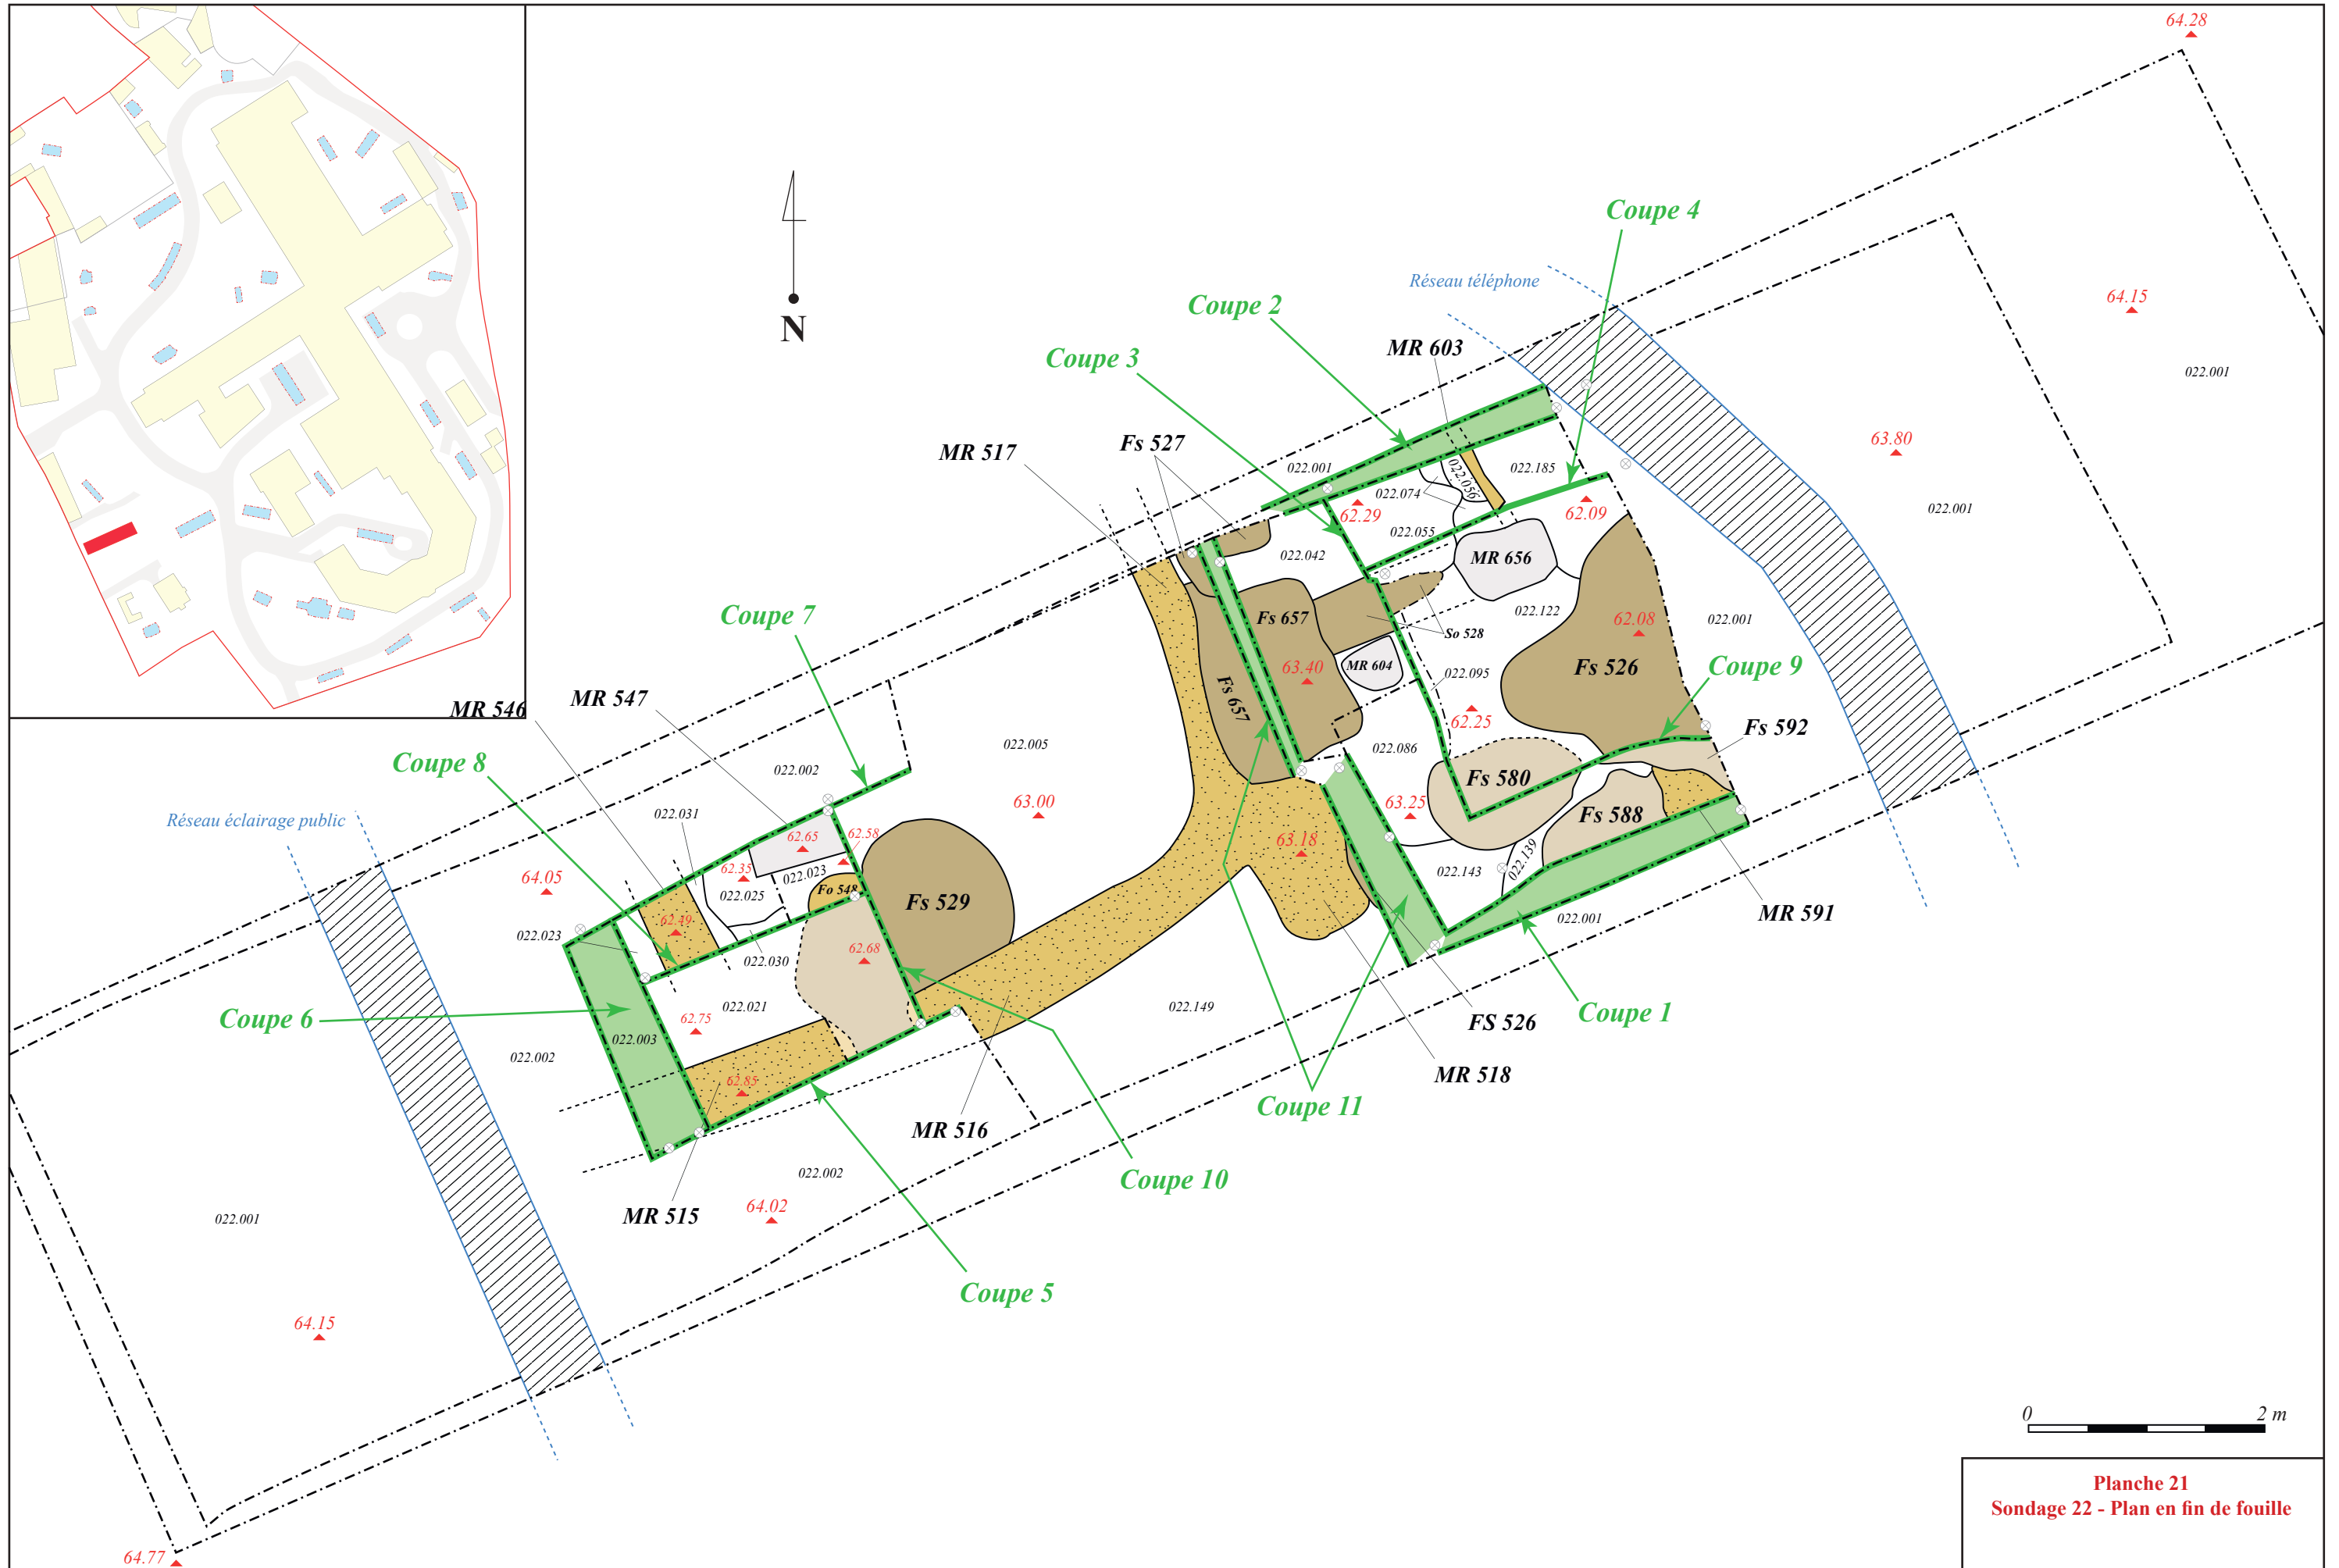 64.28
Coupe 4
Réseau téléphone
64.15
Coupe 2
N
MR 603
Coupe 3
022.001
63.80
MR 517
Fs 527
022.001
022.185
022.056
022.074
022.001
62.29
62.09
022.055
022.042
MR 656
Coupe 7
Fs 657
022.122
62.08
022.001
So 528
Fs 526
Coupe 9
MR 604
63.40
022.095
Fs 657
MR 546
MR 547
62.25
Fs 592
022.005
022.086
Coupe 8
022.002
Fs 580
63.00
63.25
Fs 588
Réseau éclairage public
022.031
62.58
62.65
63.18
62.35
022.023
022.139
022.143
64.05
022.025
Fo 548
Fs 529
MR 591
022.001
62.49
022.023
62.68
022.030
022.021
022.149
Coupe 1
Coupe 6
62.75
FS 526
022.003
022.002
MR 518
62.85
Coupe 11
MR 516
022.002
Coupe 10
64.02
MR 515
022.001
Coupe 5
64.15
0 2 m
Planche 21
Sondage 22 - Plan en fin de fouille
64.77